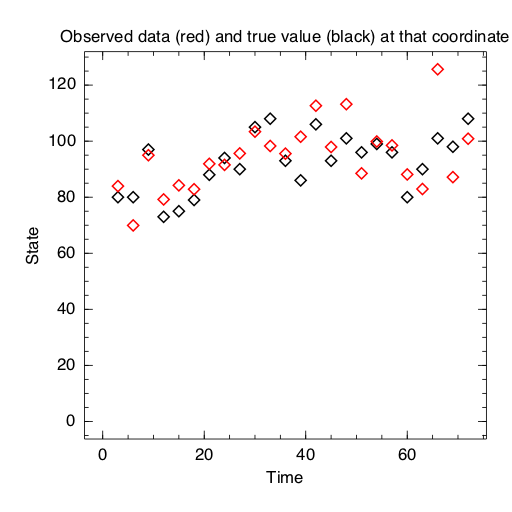 Observed data (red) and true value (black) at that coordinate
120
100
80
60
40
20
0
State
0 20 40 60
Time